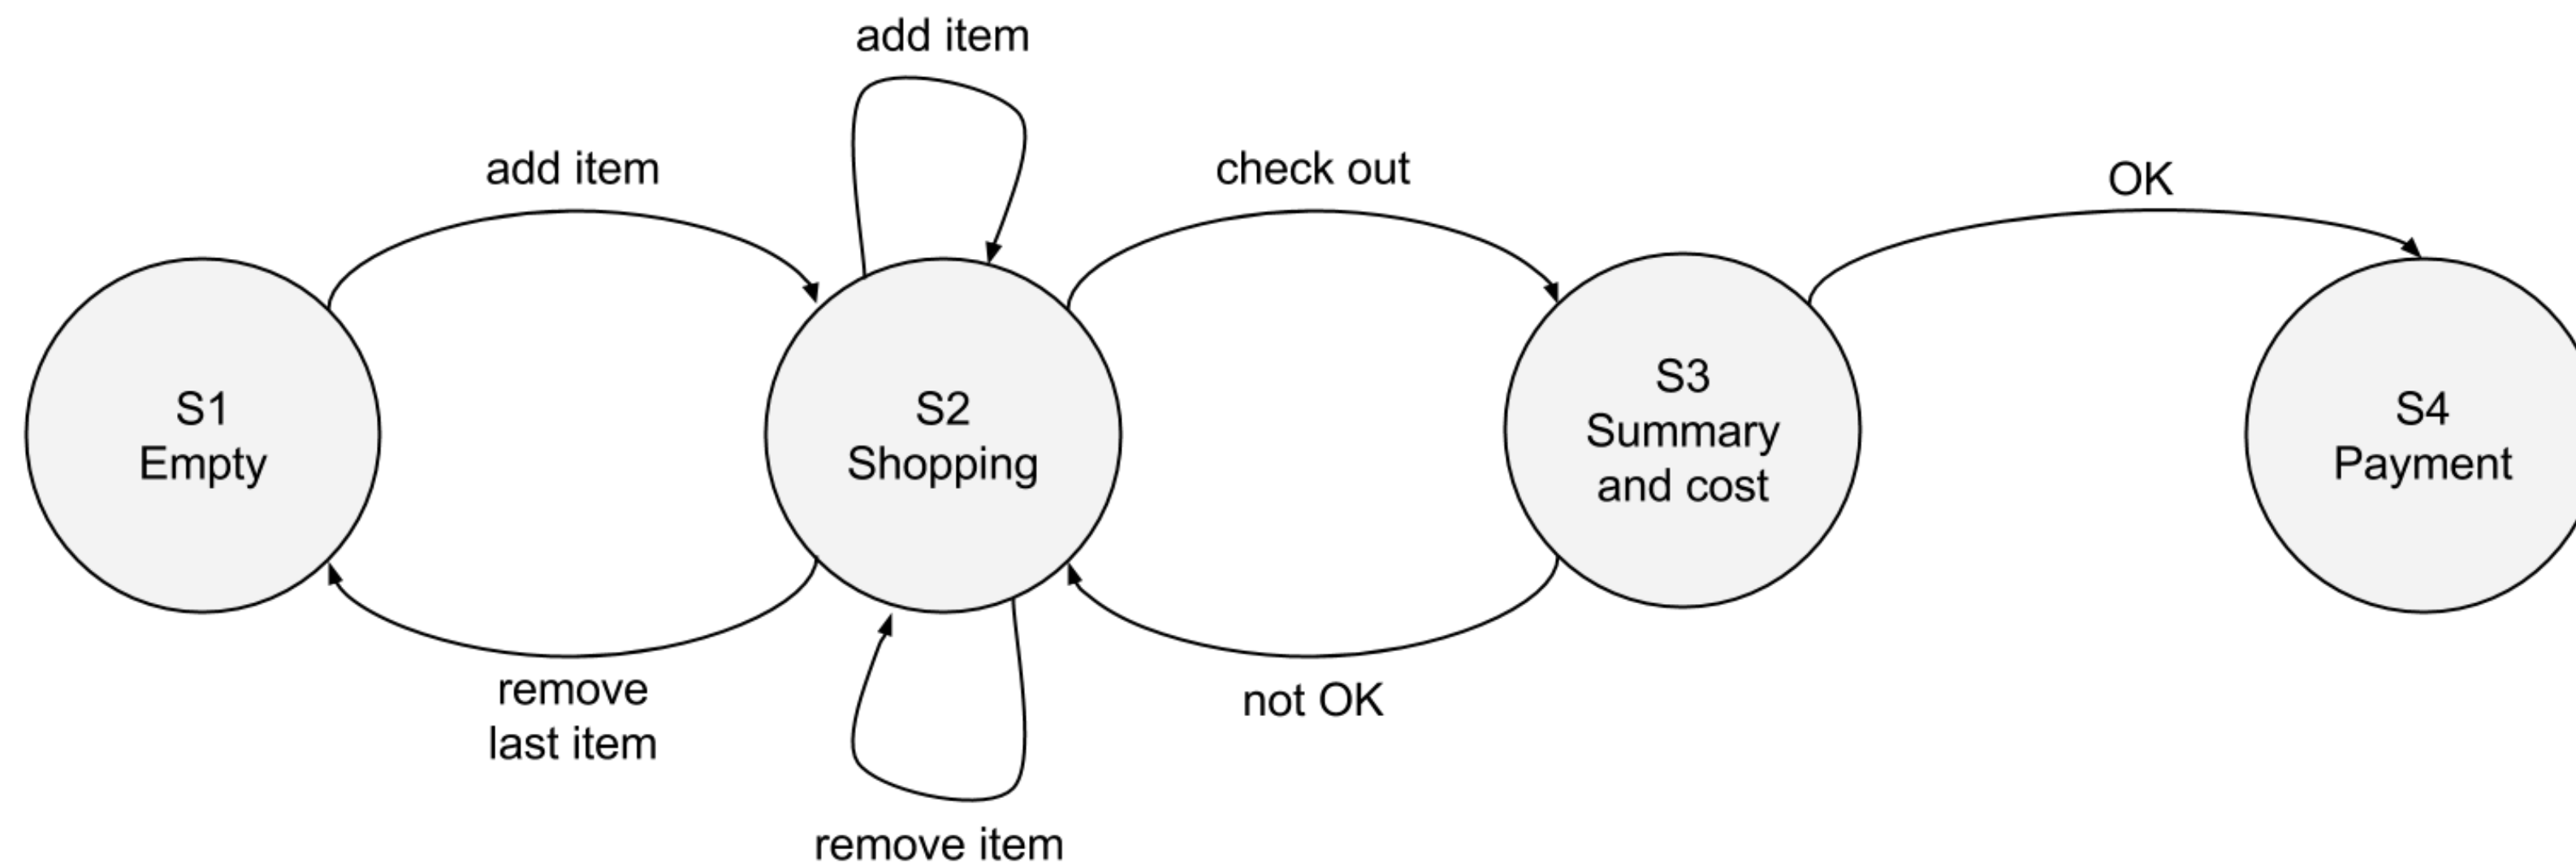 add item
add item
check out
OK
S1
Empty
S2
Shopping
S3
Summary
and cost
S4
Payment
remove
last item
not OK
remove item